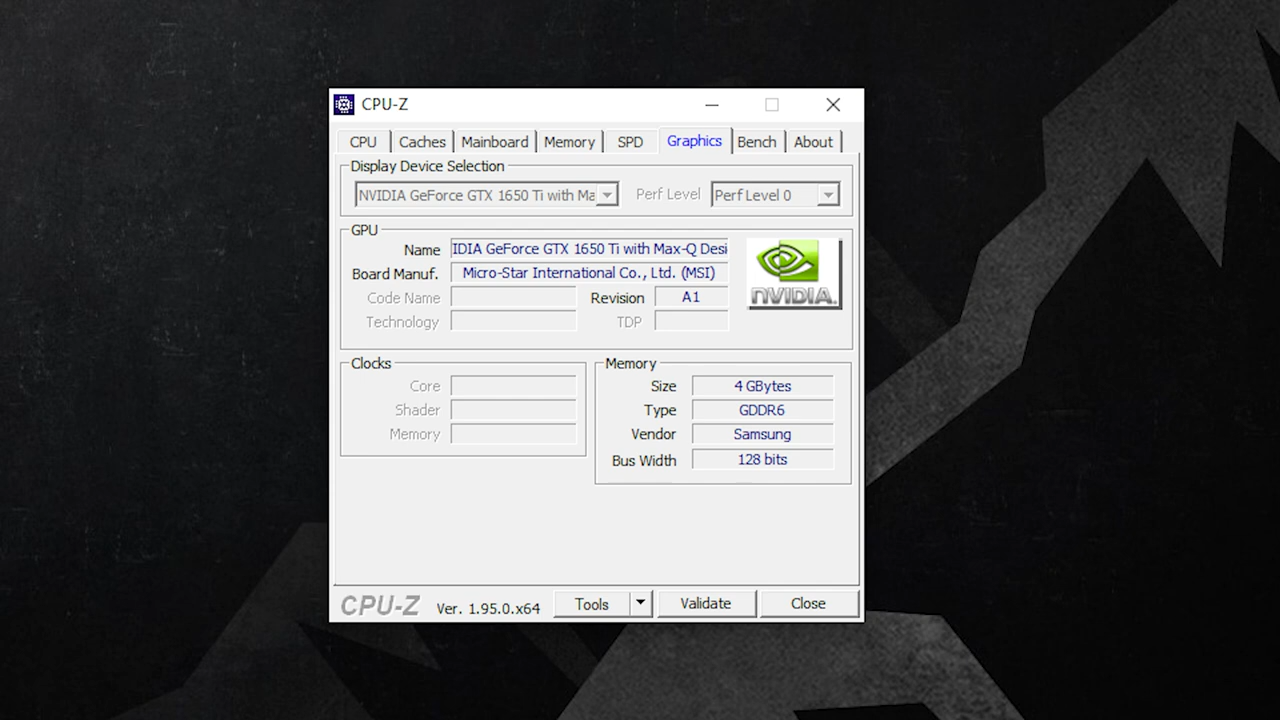 CPU-Z
CPU Caches Mainboard Memory SPD Graphics Bench About
Display Device Selection
NVIDIA GeForce GTX 1650 Ti with Ma Perf Level Perf Level 0
GPU
Name IDIA GeForce GTX 1650 Ti with Max-Q Desi
Board Manuf. Micro-Star International Co., Ltd. (MSI)
Code Name Revision A1
Technology TDP
NVIDIA.
Clocks
Core
Shader
Memory
Memory
Size 4 GBytes
Type GDDR6
Vendor Samsung
Bus Width 128 bits
CPU-Z Ver. 1.95.0.x64 Tools Validate Close